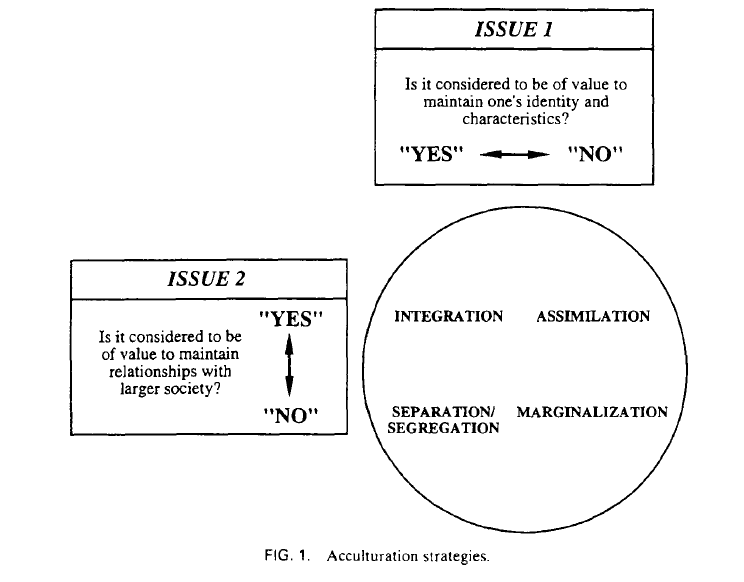 ISSUE 1
Is it considered to be of value to
maintain one's identity and
characteristics?
"YES" "NO"
ISSUE 2
Is it considered to be
of value to maintain
relationships with
larger society?
"YES"
"NO"
INTEGRATION ASSIMILATION
SEPARATION/ MARGINALIZATION
SEGREGATION
FIG. 1. Acculturation strategies.